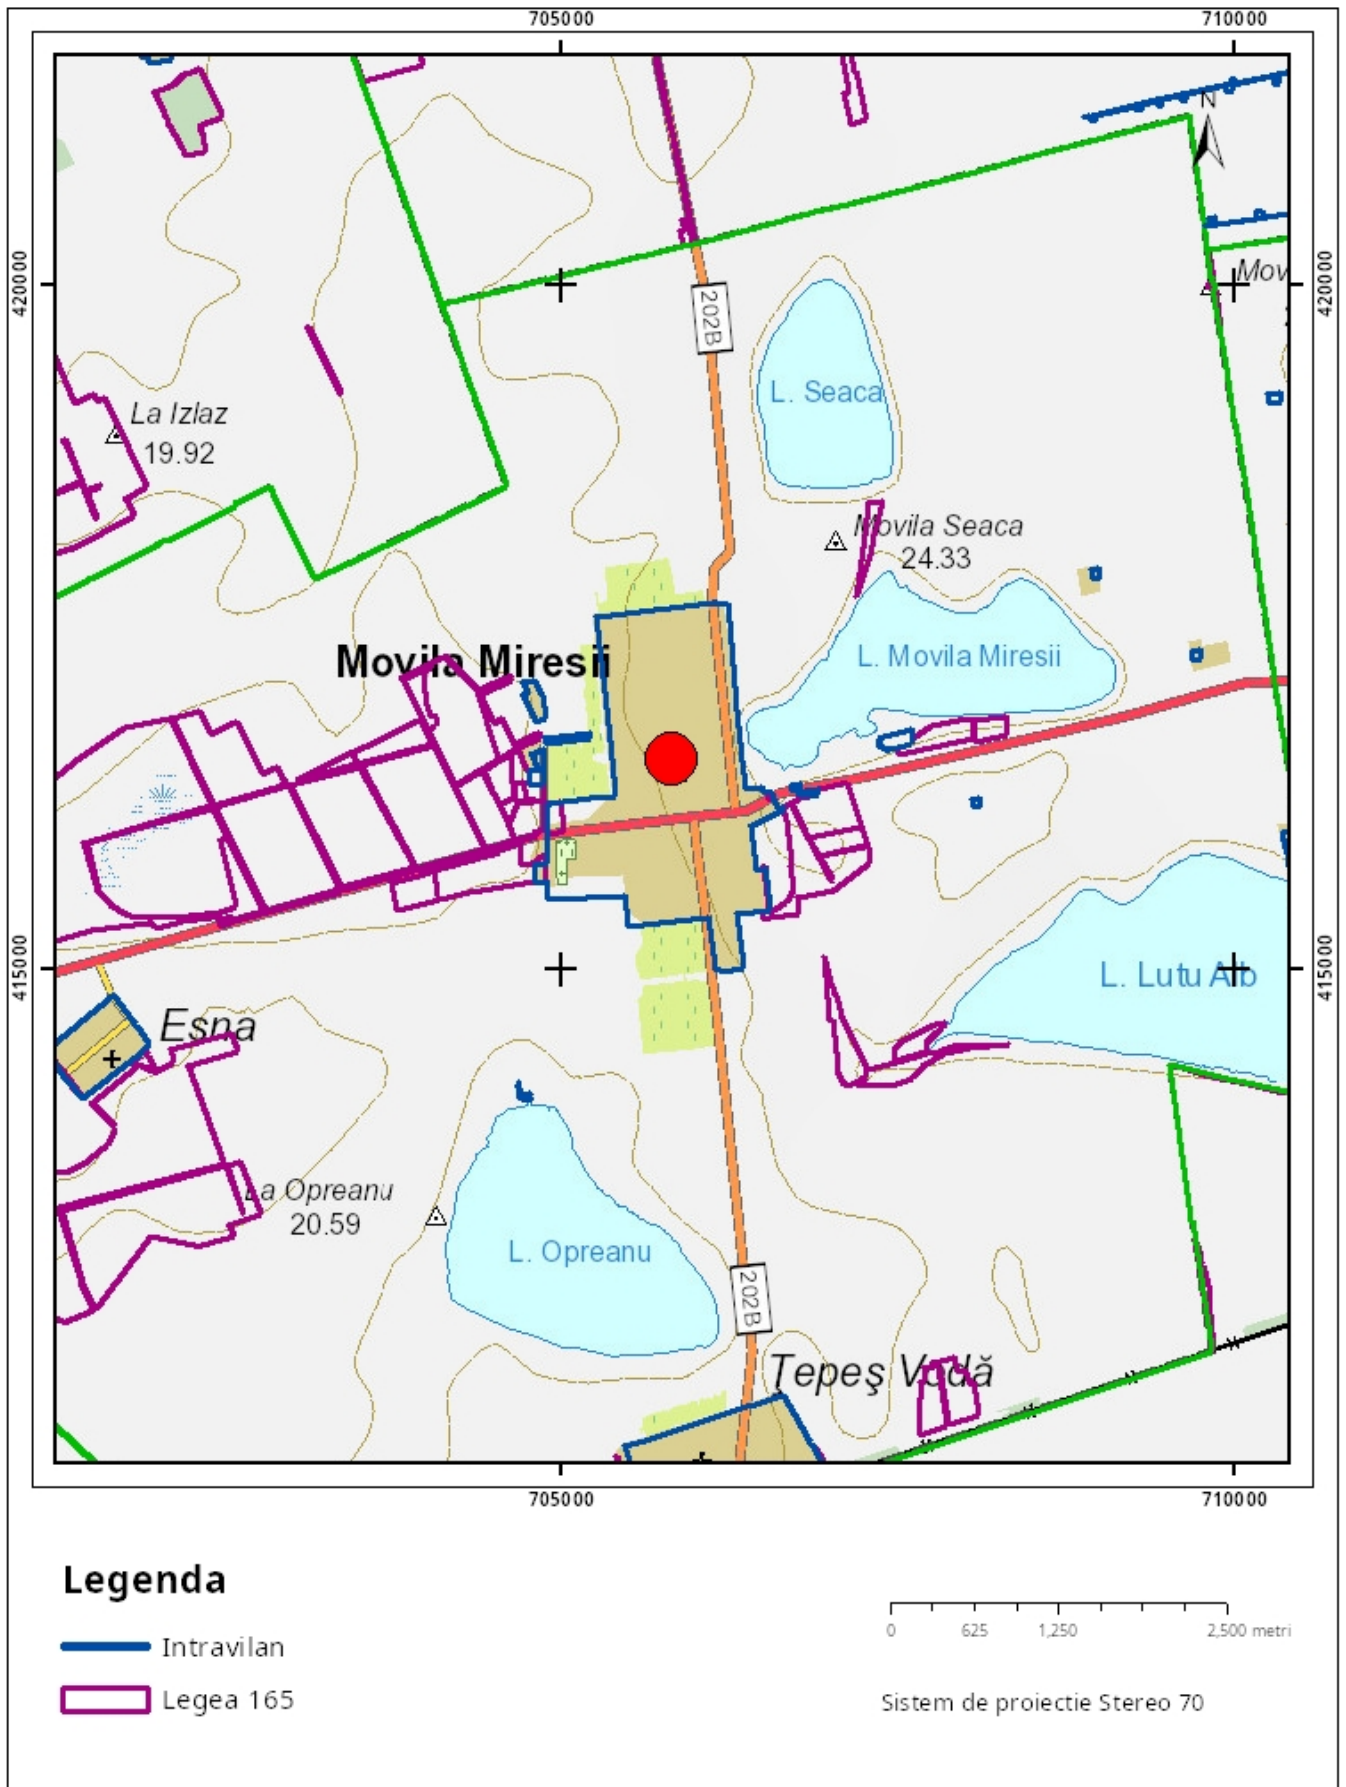 705000
710000
420000
Mov
420000
202B
L. Seaca
La Izlaz
19.92
Movila Seaca
24.33
Movila Miresii
L. Movila Miresii
415000
L. Lutu Alb
415000
Esna
La Opreanu
20.59
L. Opreanu
202B
Ţepeş Vodă
705000
710000
Legenda
Intravilan
Legea 165
0 625 1,250 2,500 metri
Sistem de proiectie Stereo 70
N